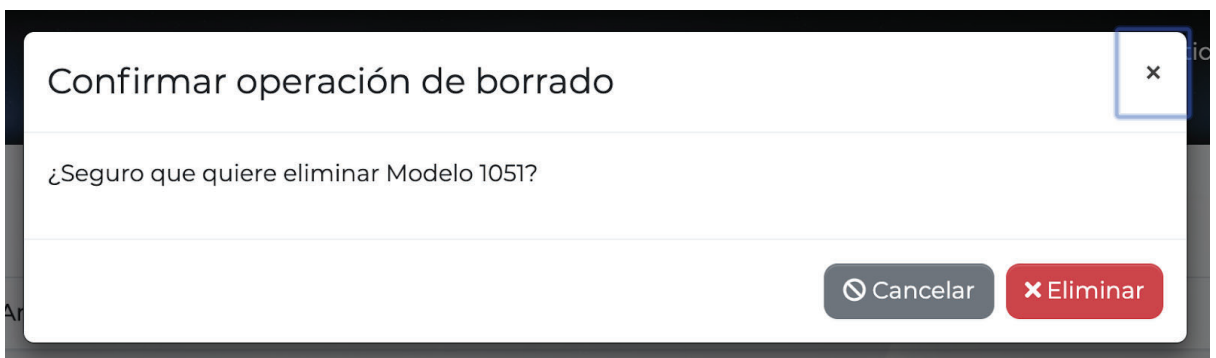 Confirmar operación de borrado
×
¿Seguro que quiere eliminar Modelo 1051?
Cancelar
Eliminar